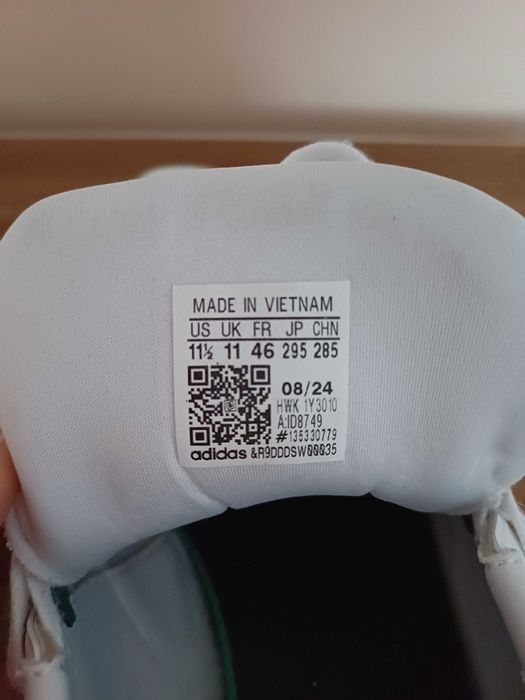 MADE IN VIETNAM
US UK FR JP CHN
11½ 11 46 295 285
08/24
HWK 1Y3010
A:ID8749
#135330779
adidas &R9DDDSW00035